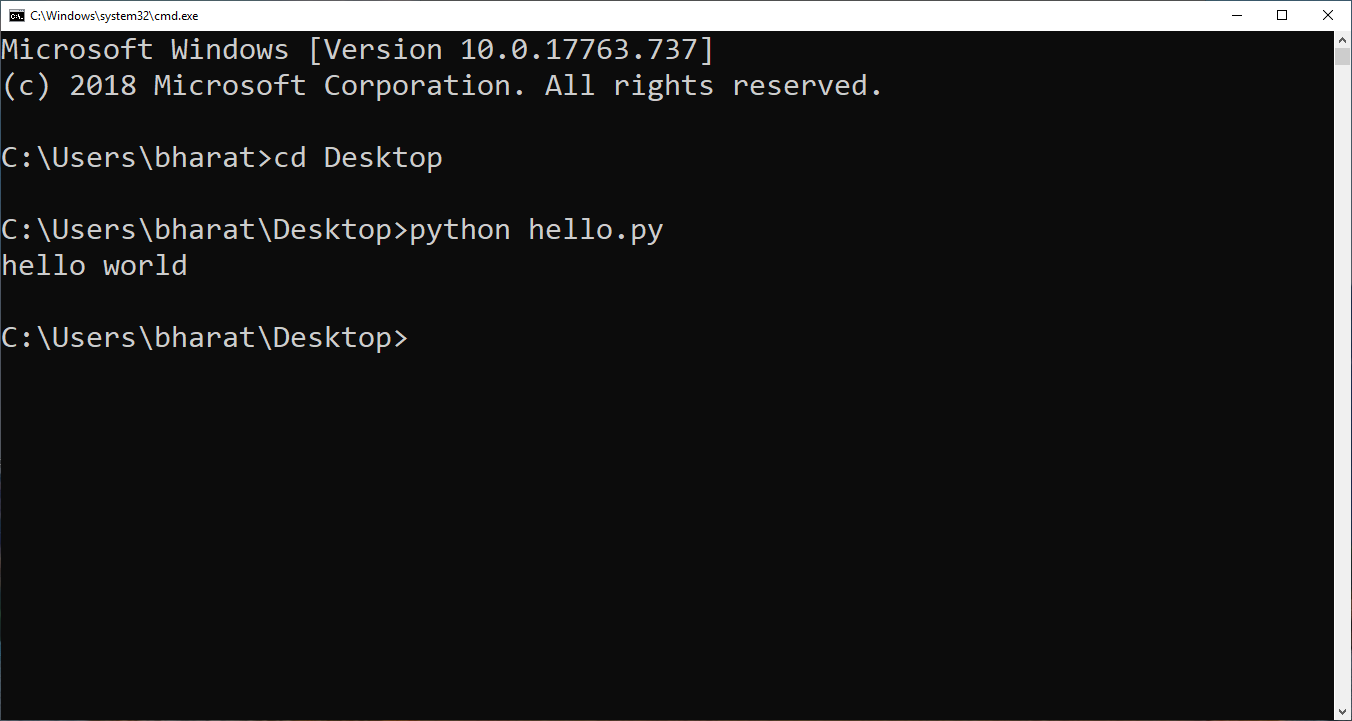 C:\Windows\system32\cmd.exe
Microsoft Windows [Version 10.0.17763.737]
(c) 2018 Microsoft Corporation. All rights reserved.
C:\Users\bharat>cd Desktop
C:\Users\bharat\Desktop>python hello.py
hello world
C:\Users\bharat\Desktop>